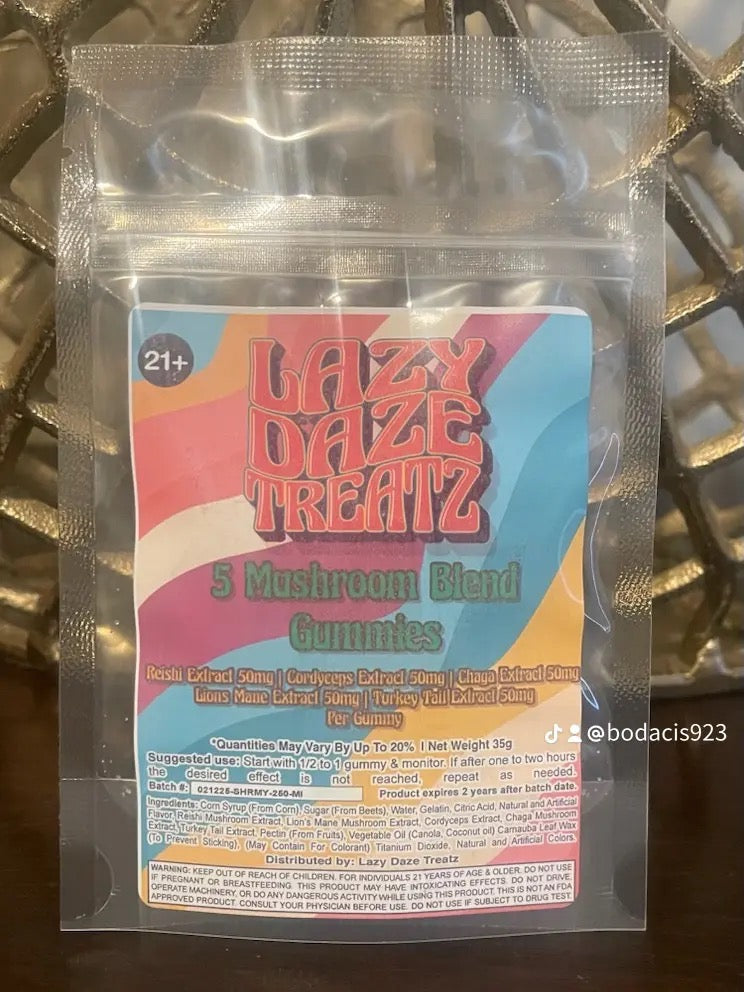 21+
LAZY
DAZE
TREATZ
5 Mushroom Blend
Gummies
Reishi Extract 50mg | Cordyceps Extract 50mg | Chaga Extract 50mg
Lions Mane Extract 50mg | Turkey Tail Extract 50mg
Per Gummy
@bodacis923
*Quantities May Vary By Up To 20% I Net Weight 35g
Suggested use: Start with 1/2 to 1 gummy & monitor. If after one to two hours
the desired effect is not reached, repeat as needed.
Batch #: 021225-SHRMY-250-MI Product expires 2 years after batch date.
Ingredients: Corn Syrup (From Corn), Sugar (From Beets), Water, Gelatin, Citric Acid, Natural and Artificial
Flavor, Reishi Mushroom Extract, Lion's Mane Mushroom Extract, Cordyceps Extract, Chaga Mushroom
Extract, Turkey Tail Extract, Pectin (From Fruits), Vegetable Oil (Canola, Coconut oil) Carnauba Leaf Wax
(To Prevent Sticking), (May Contain For Colorant) Titanium Dioxide, Natural and Artificial Colors.
Distributed by: Lazy Daze Treatz
WARNING: KEEP OUT OF REACH OF CHILDREN. FOR INDIVIDUALS 21 YEARS OF AGE & OLDER. DO NOT USE
IF PREGNANT OR BREASTFEEDING. THIS PRODUCT MAY HAVE INTOXICATING EFFECTS. DO NOT DRIVE,
OPERATE MACHINERY, OR DO ANY DANGEROUS ACTIVITY WHILE USING THIS PRODUCT. THIS IS NOT AN FDA
APPROVED PRODUCT. CONSULT YOUR PHYSICIAN BEFORE USE. DO NOT USE IF SUBJECT TO DRUG TEST.